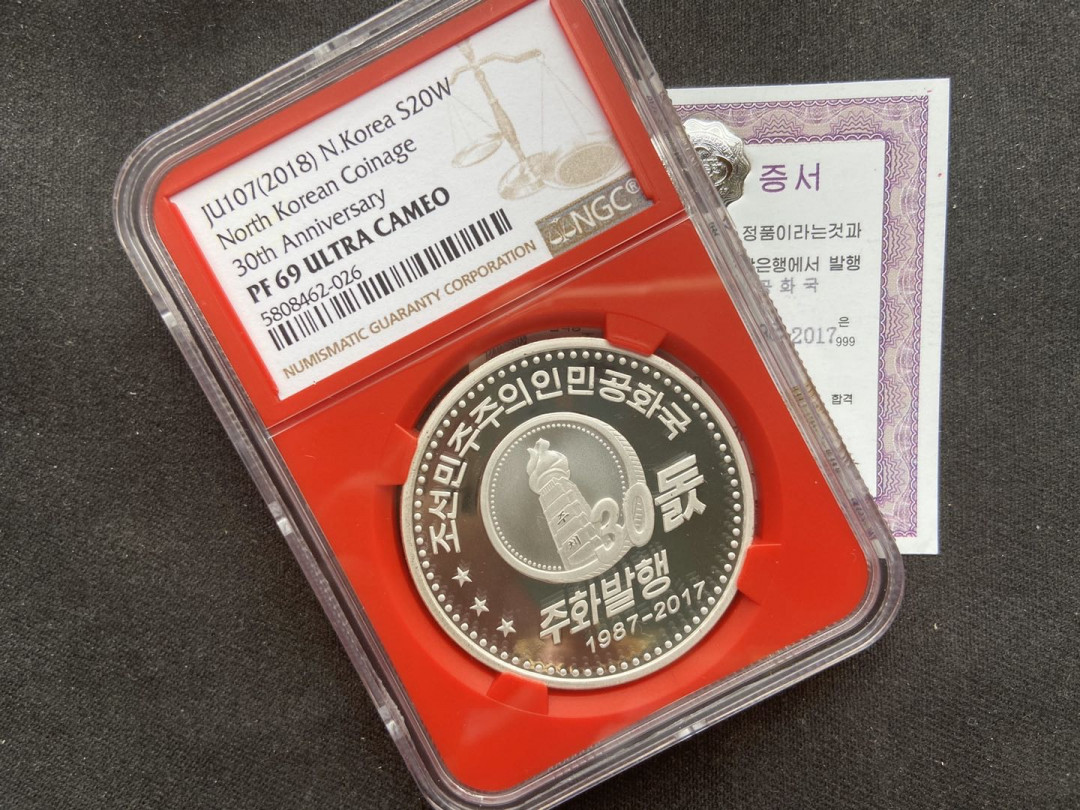 JU107(2018) N.Korea S20W
North Korean Coinage
30th Anniversary
PF 69 ULTRA CAMEO
5808462-026
NGC®
NUMISMATIC GUARANTY CORPORATION
조선민주주의인민공화국
30
돐
주체
주화발행
1987-2017
증서
정품이라는것과
은행에서 발행
공화국
2017
은
999
합격